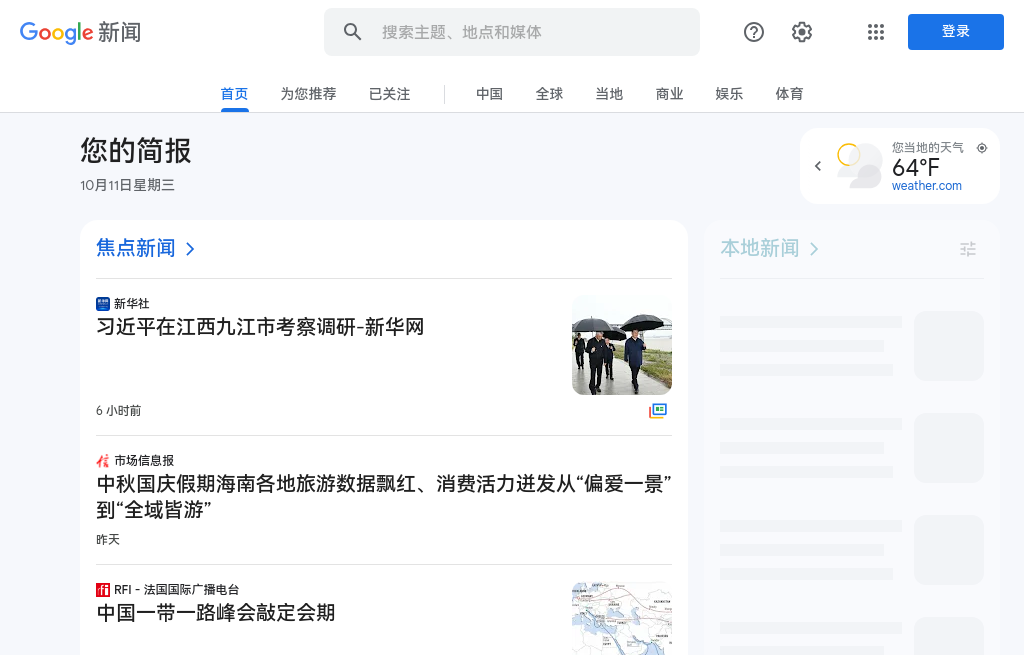 Google 新闻
搜索主题、地点和媒体
登录
首页 为您推荐 已关注 中国 全球 当地 商业 娱乐 体育
您的简报
10月11日星期三
您当地的天气
64°F
weather.com
焦点新闻
本地新闻
新华社
习近平在江西九江市考察调研-新华网
6 小时前
市场信息报
中秋国庆假期海南各地旅游数据飘红、消费活力迸发从“偏爱一景”
到“全域皆游”
昨天
RFI - 法国国际广播电台
中国一带一路峰会敲定会期